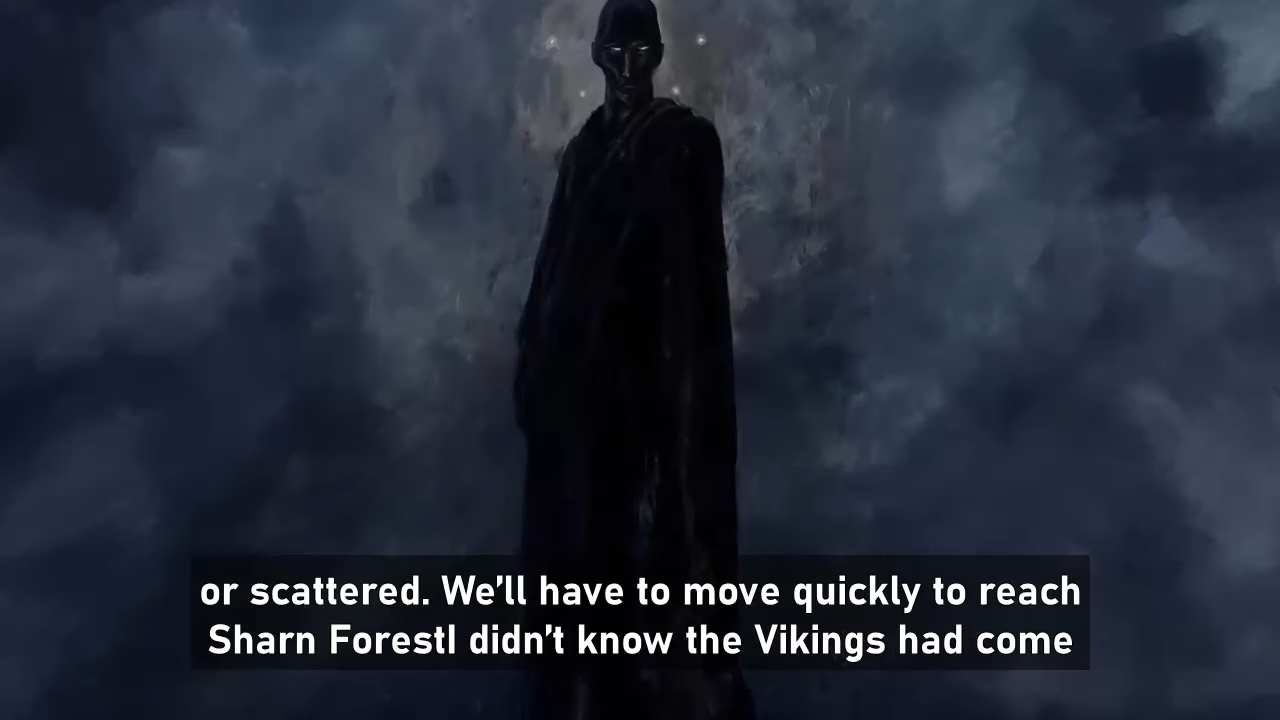 or scattered. We’ll have to move quickly to reach
Sharn ForestI didn’t know the Vikings had come